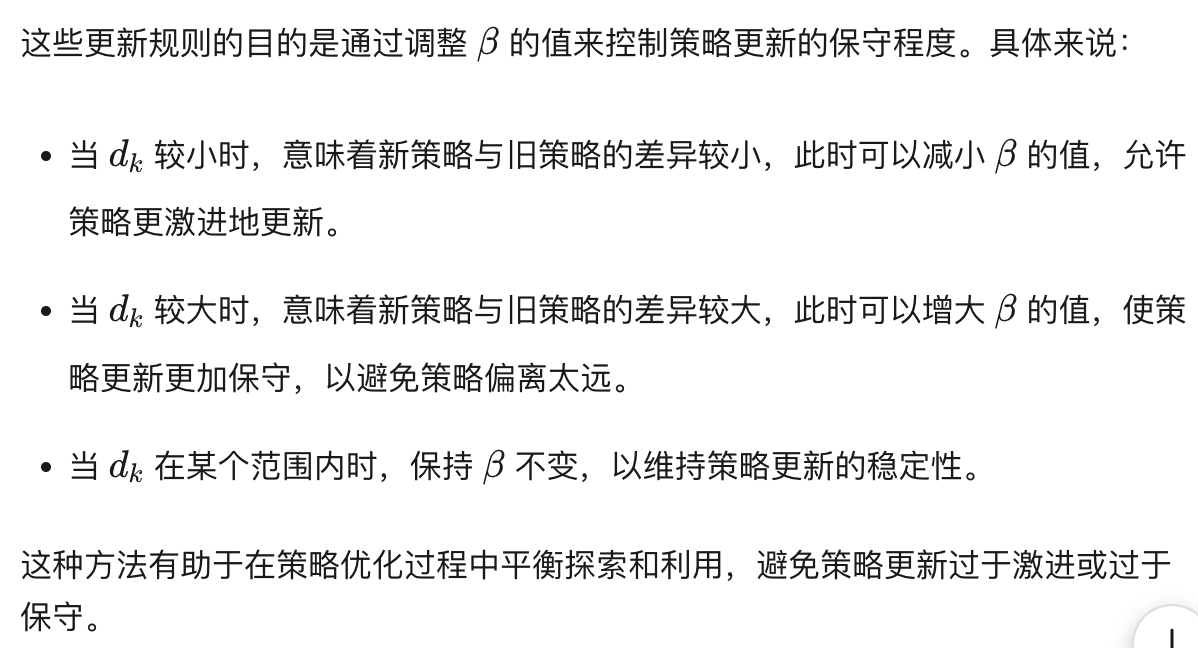 这些更新规则的目的是通过调整 β 的值来控制策略更新的保守程度。具体来说：
• 当 dₖ 较小时，意味着新策略与旧策略的差异较小，此时可以减小 β 的值，允许
策略更激进地更新。
• 当 dₖ 较大时，意味着新策略与旧策略的差异较大，此时可以增大 β 的值，使策
略更新更加保守，以避免策略偏离太远。
• 当 dₖ 在某个范围内时，保持 β 不变，以维持策略更新的稳定性。
这种方法有助于在策略优化过程中平衡探索和利用，避免策略更新过于激进或过于
保守。